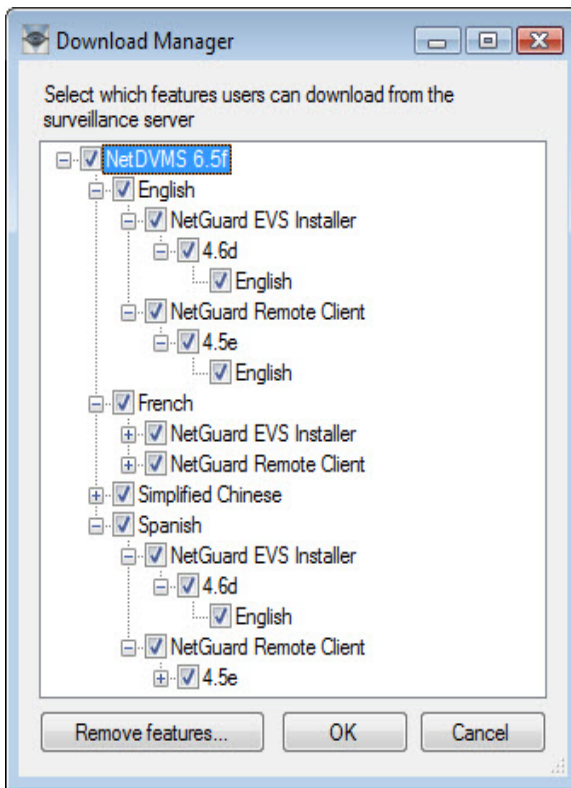 Download Manager
Select which features users can download from the
surveillance server
NetDVMS 6.5f
English
NetGuard EVS Installer
4.6d
English
NetGuard Remote Client
4.5e
English
French
NetGuard EVS Installer
NetGuard Remote Client
Simplified Chinese
Spanish
NetGuard EVS Installer
4.6d
English
NetGuard Remote Client
4.5e
Remove features... OK Cancel